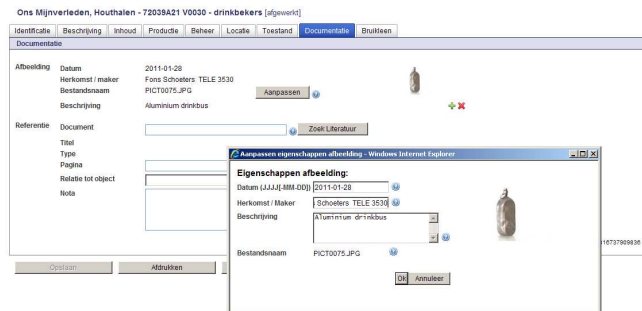 Ons Mijnverleden, Houthalen - 72039A21 V0030 - drinkbekers [afgewerkt]
Identificatie Beschrijving Inhoud Productie Beheer Locatie Toestand Documentatie Bruikleen
Documentatie
Afbeelding Datum 2011-01-28
Herkomst / maker Fons Schoeters TELE 3530
Bestandsnaam PICT0075.JPG Aanpassen
Beschrijving Aluminium drinkbus
Referentie Document Zoek Literatuur
Titel
Type
Pagina
Relatie tot object
Nota
Aanpassen eigenschappen afbeelding - Windows Internet Explorer
Eigenschappen afbeelding:
Datum (JJJJ[-MM-DD]) 2011-01-28
Herkomst / Maker Schoeters TELE 3530
Beschrijving Aluminium drinkbus
Bestandsnaam PICT0075.JPG
Ok Annuleer
16737909836
Opslaan Afdrukken